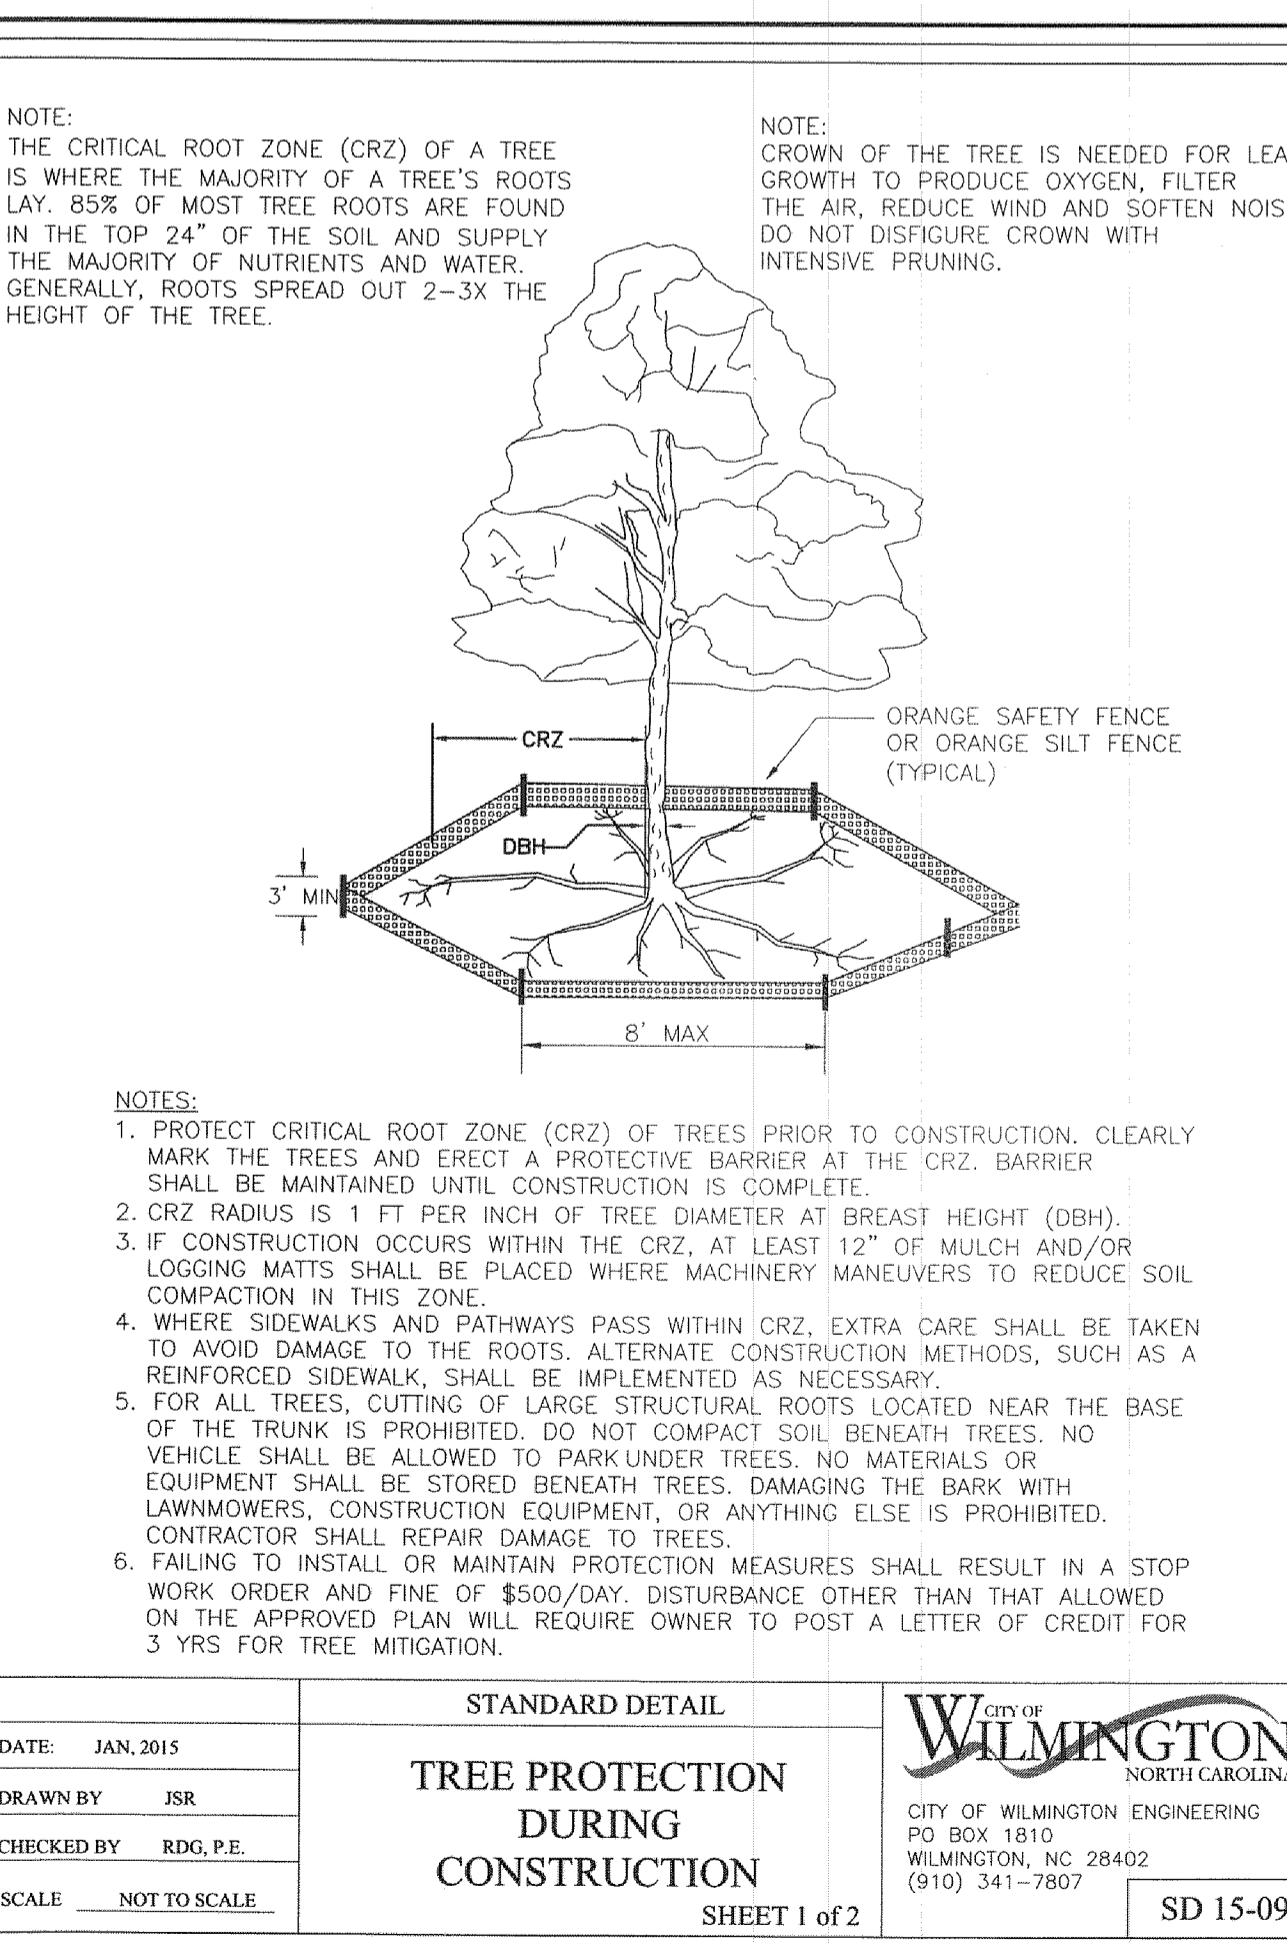 NOTE:
THE CRITICAL ROOT ZONE (CRZ) OF A TREE
IS WHERE THE MAJORITY OF A TREE'S ROOTS
LAY. 85% OF MOST TREE ROOTS ARE FOUND
IN THE TOP 24" OF THE SOIL AND SUPPLY
THE MAJORITY OF NUTRIENTS AND WATER.
GENERALLY, ROOTS SPREAD OUT 2-3X THE
HEIGHT OF THE TREE.
NOTE:
CROWN OF THE TREE IS NEEDED FOR LEA
GROWTH TO PRODUCE OXYGEN, FILTER
THE AIR, REDUCE WIND AND SOFTEN NOIS
DO NOT DISFIGURE CROWN WITH
INTENSIVE PRUNING.
ORANGE SAFETY FENCE
OR ORANGE SILT FENCE
(TYPICAL)
CRZ
DBH
3' MIN
8' MAX
NOTES:
1. PROTECT CRITICAL ROOT ZONE (CRZ) OF TREES PRIOR TO CONSTRUCTION. CLEARLY
MARK THE TREES AND ERECT A PROTECTIVE BARRIER AT THE CRZ. BARRIER
SHALL BE MAINTAINED UNTIL CONSTRUCTION IS COMPLETE.
2. CRZ RADIUS IS 1 FT PER INCH OF TREE DIAMETER AT BREAST HEIGHT (DBH).
3. IF CONSTRUCTION OCCURS WITHIN THE CRZ, AT LEAST 12" OF MULCH AND/OR
LOGGING MATTS SHALL BE PLACED WHERE MACHINERY MANEUVERS TO REDUCE SOIL
COMPACTION IN THIS ZONE.
4. WHERE SIDEWALKS AND PATHWAYS PASS WITHIN CRZ, EXTRA CARE SHALL BE TAKEN
TO AVOID DAMAGE TO THE ROOTS. ALTERNATE CONSTRUCTION METHODS, SUCH AS A
REINFORCED SIDEWALK, SHALL BE IMPLEMENTED AS NECESSARY.
5. FOR ALL TREES, CUTTING OF LARGE STRUCTURAL ROOTS LOCATED NEAR THE BASE
OF THE TRUNK IS PROHIBITED. DO NOT COMPACT SOIL BENEATH TREES. NO
VEHICLE SHALL BE ALLOWED TO PARK UNDER TREES. NO MATERIALS OR
EQUIPMENT SHALL BE STORED BENEATH TREES. DAMAGING THE BARK WITH
LAWNMOWERS, CONSTRUCTION EQUIPMENT, OR ANYTHING ELSE IS PROHIBITED.
CONTRACTOR SHALL REPAIR DAMAGE TO TREES.
6. FAILING TO INSTALL OR MAINTAIN PROTECTION MEASURES SHALL RESULT IN A STOP
WORK ORDER AND FINE OF $500/DAY. DISTURBANCE OTHER THAN THAT ALLOWED
ON THE APPROVED PLAN WILL REQUIRE OWNER TO POST A LETTER OF CREDIT FOR
3 YRS FOR TREE MITIGATION.
DATE: JAN, 2015
DRAWN BY JSR
CHECKED BY RDG, P.E.
SCALE NOT TO SCALE
STANDARD DETAIL
TREE PROTECTION
DURING
CONSTRUCTION
SHEET 1 of 2
CITY OF
WILMINGTON
NORTH CAROLINA
CITY OF WILMINGTON ENGINEERING
PO BOX 1810
WILMINGTON, NC 28402
(910) 341-7807
SD 15-09